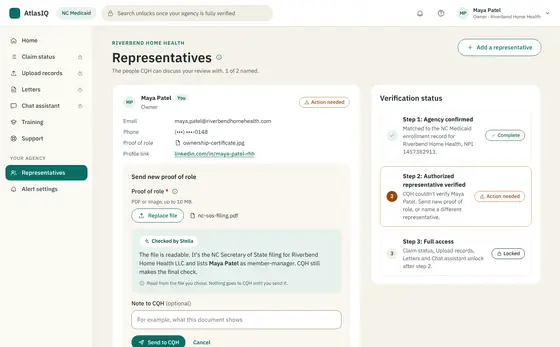 AtlasIQ
NC Medicaid
Search unlocks once your agency is fully verified
MP
Maya Patel
Owner · Riverbend Home Health
Home
Claim status
Upload records
Letters
Chat assistant
Training
Support
YOUR AGENCY
Representatives
Alert settings
RIVERBEND HOME HEALTH
Representatives
The people CQH can discuss your review with. 1 of 2 named.
+ Add a representative
MP
Maya Patel You
Owner
Action needed
Email maya.patel@riverbendhomehealth.com
Phone (•••) •••-0148
Proof of role ownership-certificate.jpg
Profile link linkedin.com/in/maya-patel-rhh
Send new proof of role
Proof of role *
PDF or image, up to 10 MB.
Replace file
nc-sos-filing.pdf
Checked by Stella
The file is readable. It's the NC Secretary of State filing for Riverbend
Home Health LLC and lists Maya Patel as member-manager. CQH still
makes the final check.
Read from the file you chose. Nothing goes to CQH until you send it.
Note to CQH (optional)
For example, what this document shows
Send to CQH
Cancel
Verification status
Step 1: Agency confirmed
Matched to the NC Medicaid
enrollment record for
Riverbend Home Health, NPI
1457382913.
Complete
2
Step 2: Authorized
representative verified
CQH couldn't verify Maya
Patel. Send new proof of
role, or name a different
representative.
Action needed
3
Step 3: Full access
Claim status, Upload records,
Letters and Chat assistant unlock
after step 2.
Locked